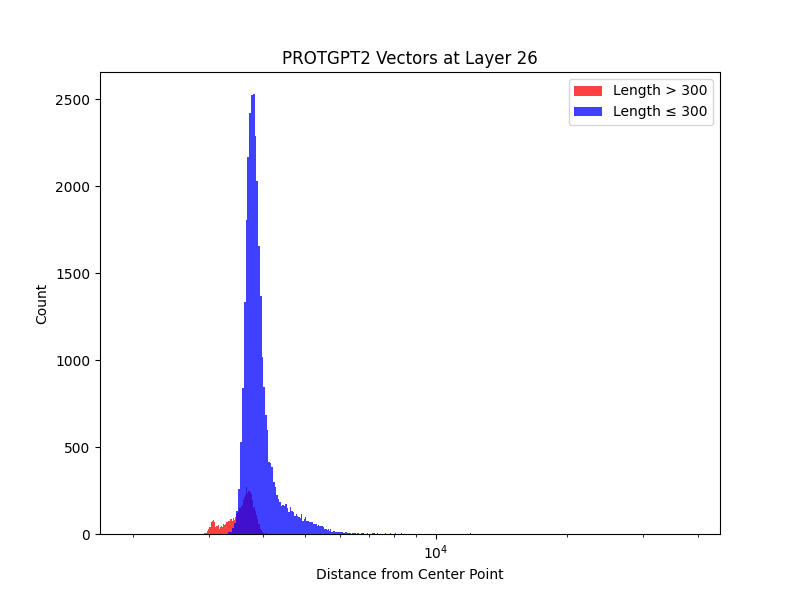 PROTGPT2 Vectors at Layer 26
Length > 300
Length ≤ 300
2500
2000
1500
1000
500
0
Count
10⁴
Distance from Center Point